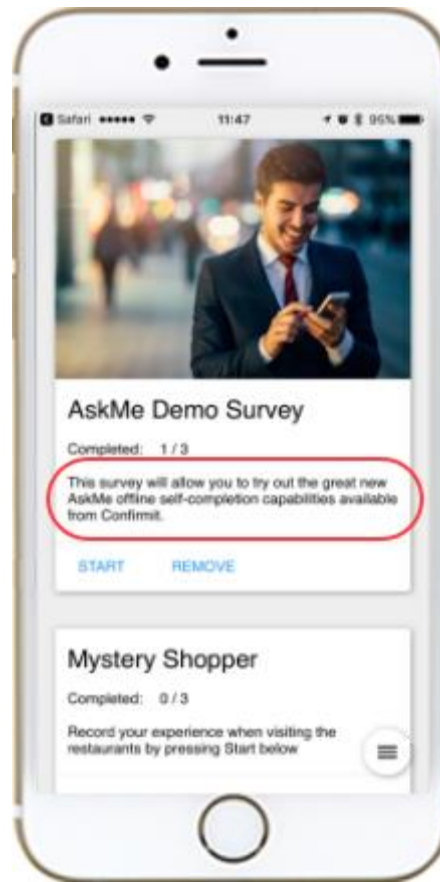 Safari 11:47 95%
AskMe Demo Survey
Completed: 1 / 3
This survey will allow you to try out the great new
AskMe offline self-completion capabilities available
from Confirmit.
START REMOVE
Mystery Shopper
Completed: 0 / 3
Record your experience when visiting the
restaurants by pressing Start below